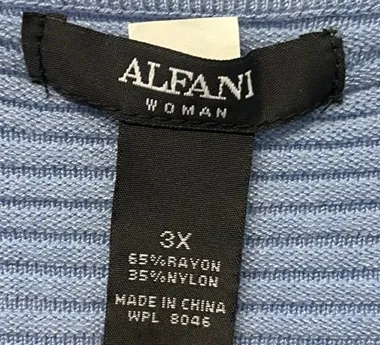 ALFANI
WOMAN
3X
65%RAYON
35%NYLON
MADE IN CHINA
WPL 8046